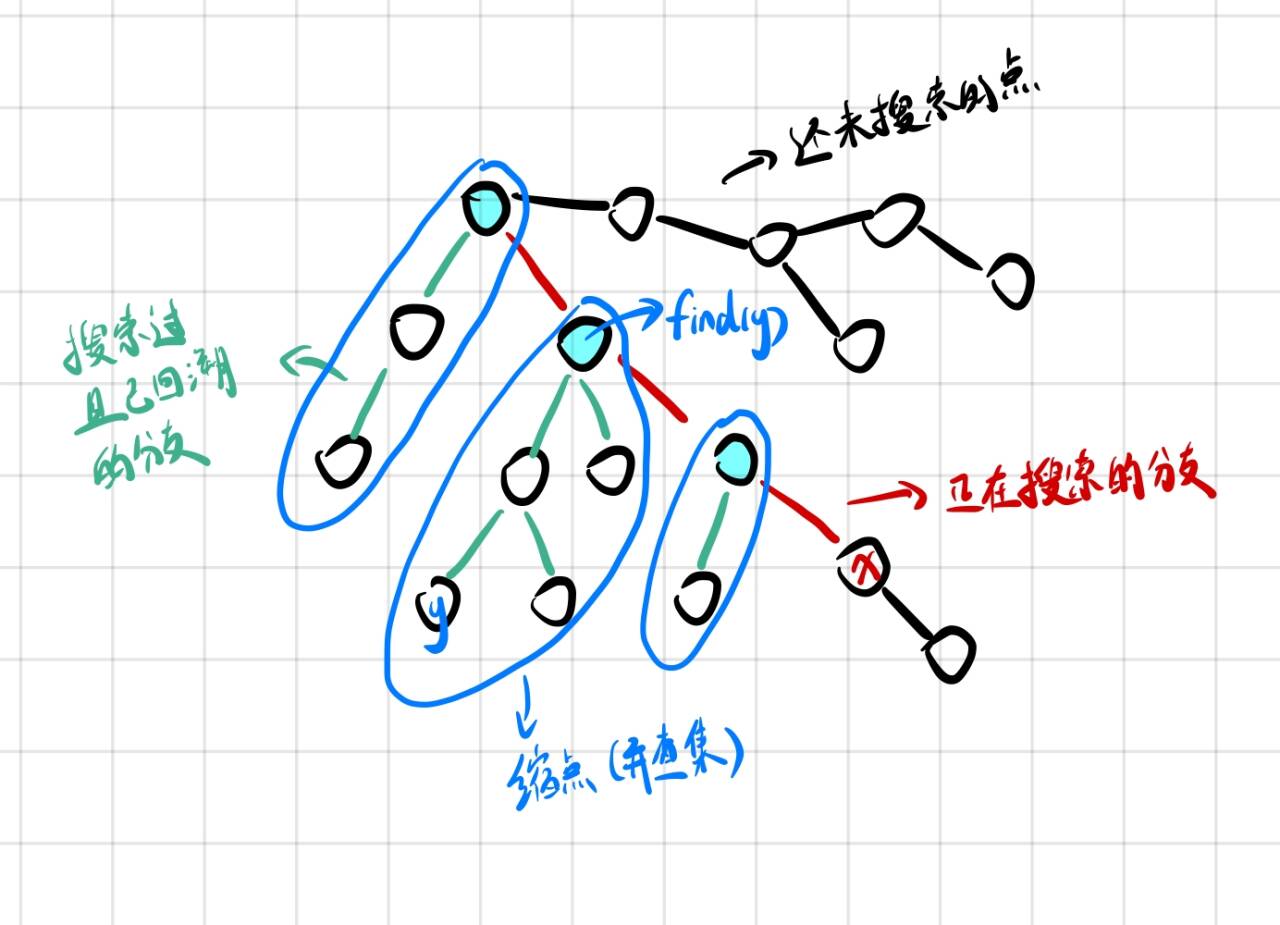 还未搜索的点
find(y)
搜索过
且已回溯
的分支
正在搜索的分支
x
y
缩点(并查集)